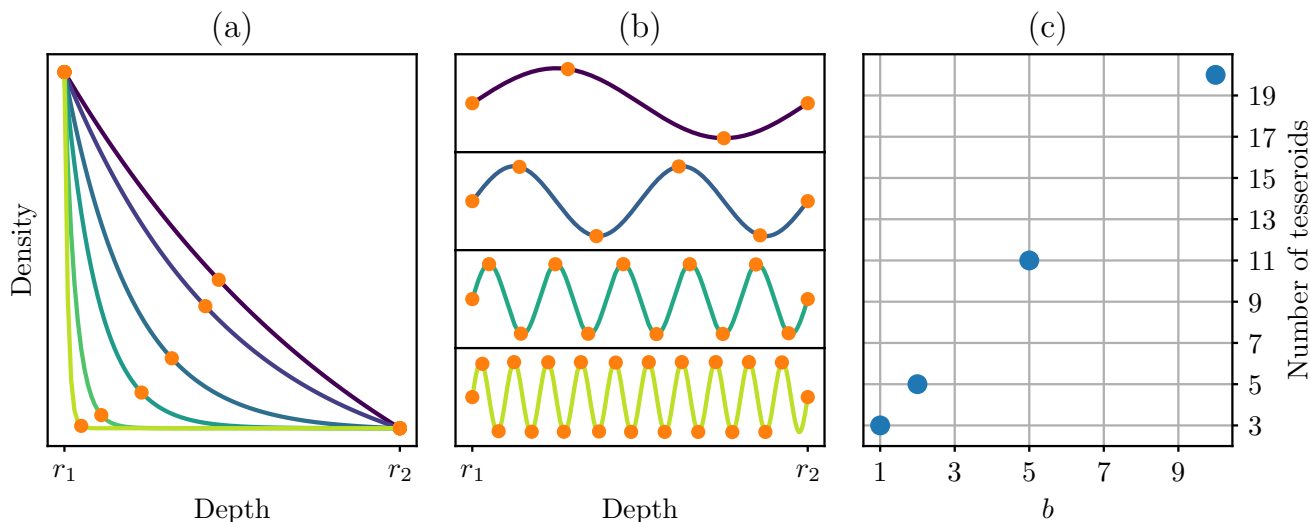 (a)
Density
r1
r2
Depth
(b)
r1
r2
Depth
(c)
19
17
15
13
11
9
7
5
3
Number of tesseroids
1
3
5
7
9
b